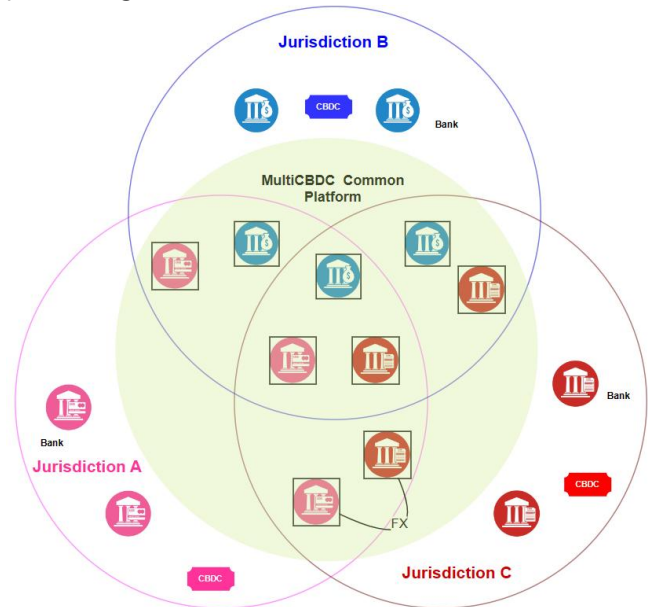 Jurisdiction B
CBDC
Bank
MultiCBDC Common
Platform
Bank
Bank
Jurisdiction A
CBDC
FX
Jurisdiction C
CBDC